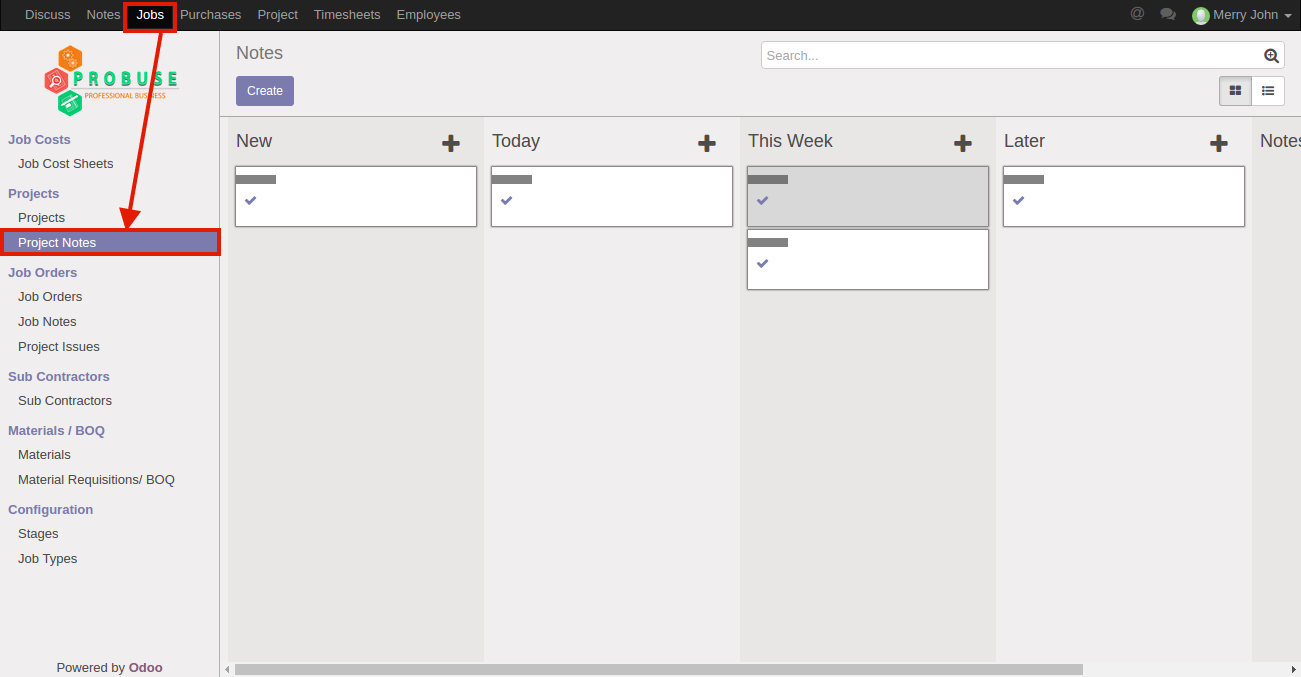 Discuss Notes Jobs Purchases Project Timesheets Employees @ Merry John
PROBUSE
PROFESSIONAL BUSINESS
Job Costs
Job Cost Sheets
Projects
Projects
Project Notes
Job Orders
Job Orders
Job Notes
Project Issues
Sub Contractors
Sub Contractors
Materials / BOQ
Materials
Material Requisitions/ BOQ
Configuration
Stages
Job Types
Powered by Odoo
Notes
Search...
Create
New
Today
This Week
Later
Notes